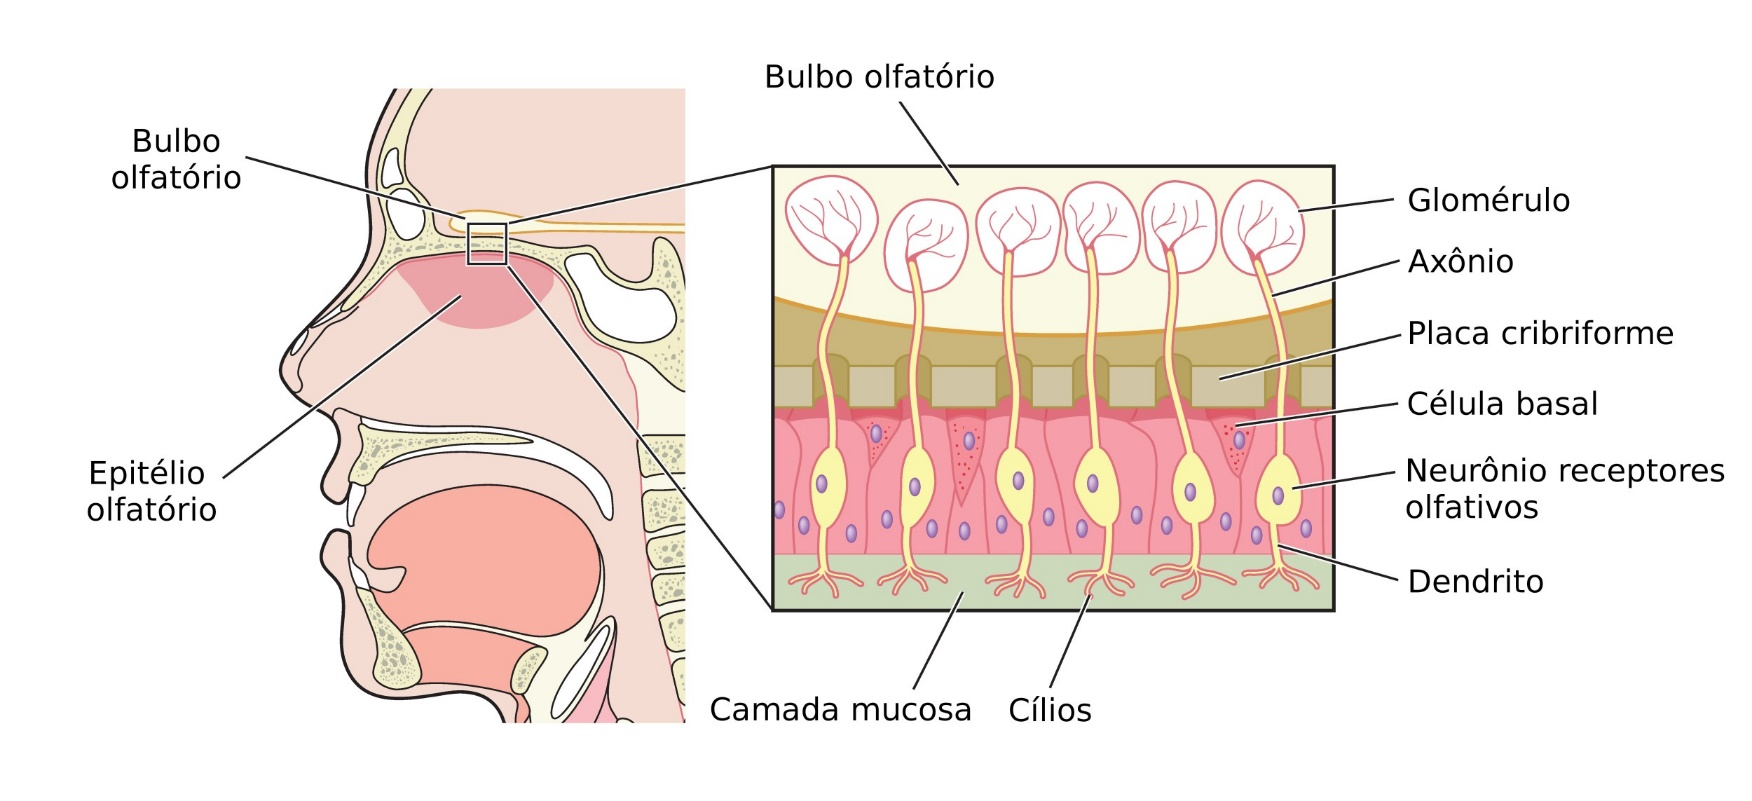 Bulbo olfatório
Bulbo
olfatório
Glomérulo
Axônio
Placa cribriforme
Célula basal
Epitélio
olfatório
Neurônio receptores
olfativos
Dendrito
Camada mucosa
Cílios